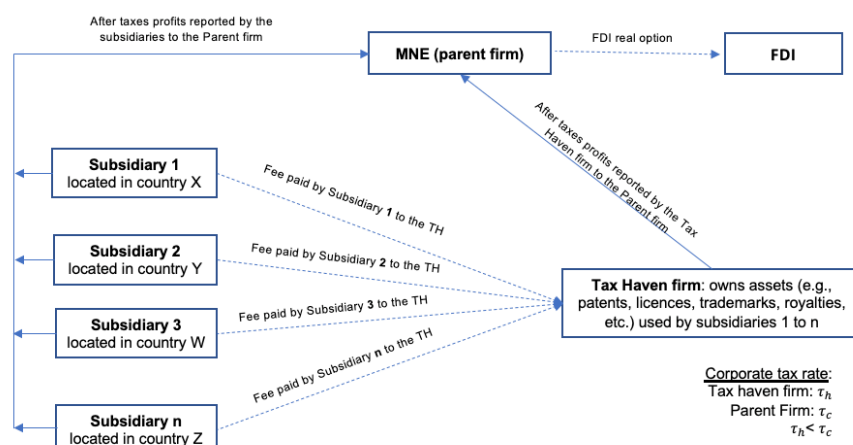 After taxes profits reported by the
subsidiaries to the Parent firm
MNE (parent firm)
FDI real option
FDI
After taxes profits reported by the Tax
Haven firm to the Parent firm
Subsidiary 1
located in country X
Fee paid by Subsidiary 1 to the TH
Subsidiary 2
located in country Y
Fee paid by Subsidiary 2 to the TH
Subsidiary 3
located in country W
Fee paid by Subsidiary 3 to the TH
Subsidiary n
located in country Z
Fee paid by Subsidiary n to the TH
Tax Haven firm: owns assets (e.g.,
patents, licences, trademarks, royalties,
etc.) used by subsidiaries 1 to n
Corporate tax rate:
Tax haven firm: τh
Parent Firm: τc
τh< τc